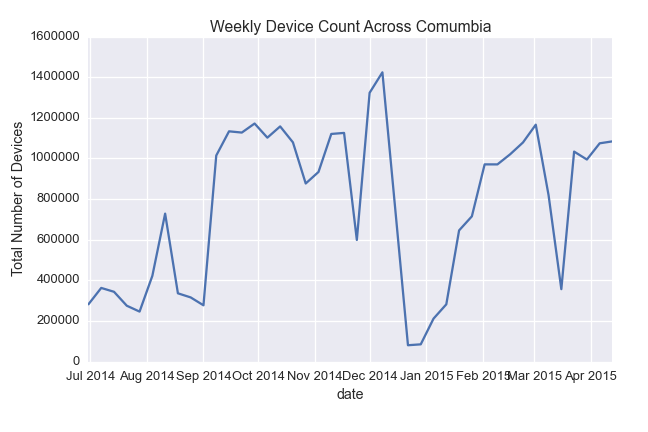 Weekly Device Count Across Comumbia
Total Number of Devices
1600000
1400000
1200000
1000000
800000
600000
400000
200000
0
Jul 2014 Aug 2014 Sep 2014 Oct 2014 Nov 2014 Dec 2014 Jan 2015 Feb 2015 Mar 2015 Apr 2015
date